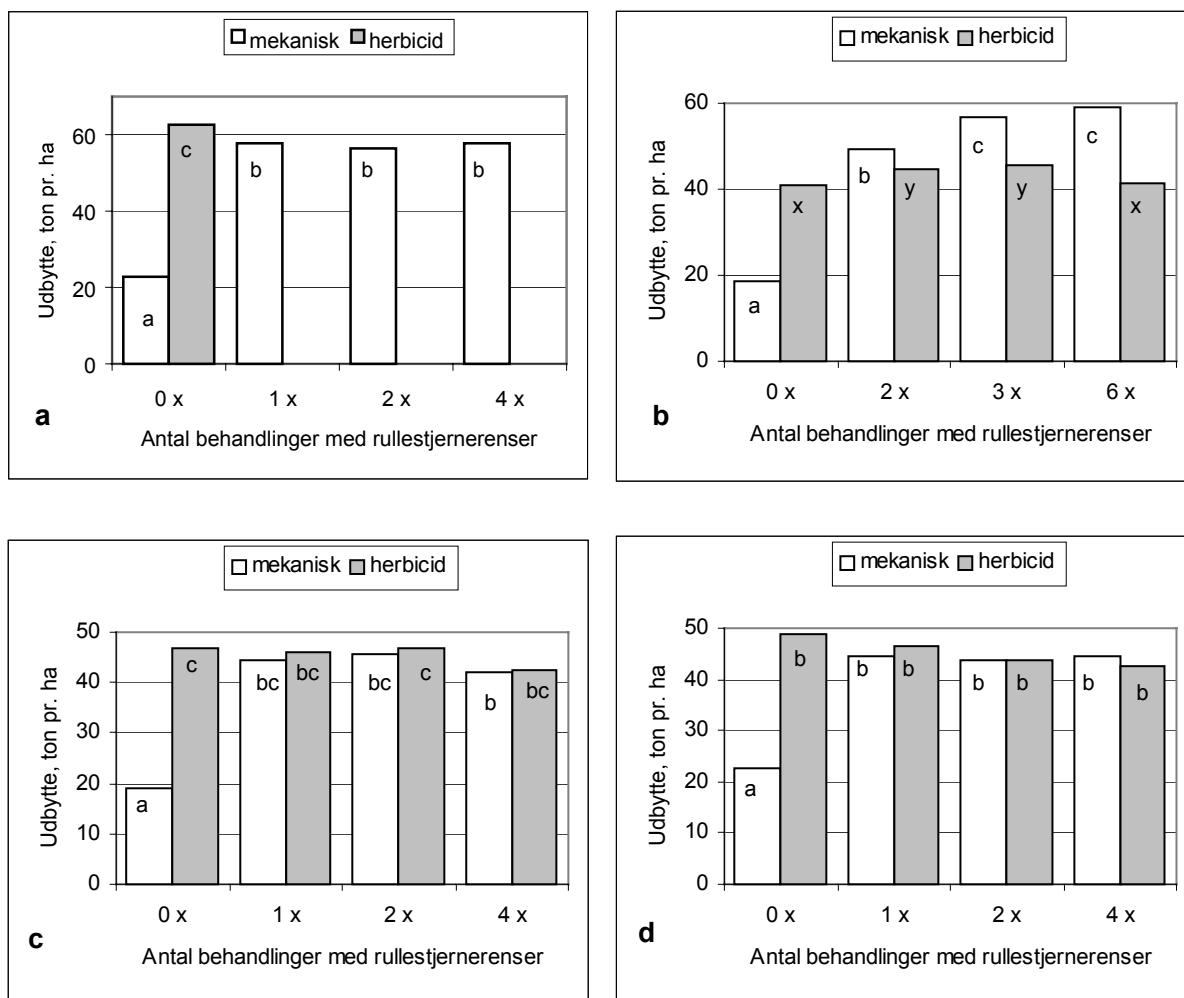 mekanisk herbicid
Udbytte, ton pr. ha
60
40
20
0
a c b b b
0 x 1 x 2 x 4 x
a
Antal behandlinger med rullestjernerenser
mekanisk herbicid
Udbytte, ton pr. ha
60
40
20
0
a x b y c y c x
0 x 2 x 3 x 6 x
b
Antal behandlinger med rullestjernerenser
mekanisk herbicid
Udbytte, ton pr. ha
50
40
30
20
10
0
a c bc bc bc c b bc
0 x 1 x 2 x 4 x
c
Antal behandlinger med rullestjernerenser
mekanisk herbicid
Udbytte, ton pr. ha
50
40
30
20
10
0
a b b b b b b b
0 x 1 x 2 x 4 x
d
Antal behandlinger med rullestjernerenser